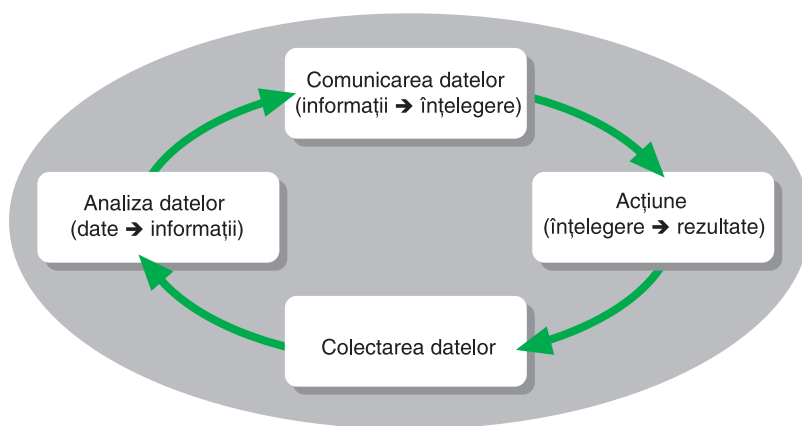 Comunicarea datelor
(informații ➔ înțelegere)
Analiza datelor
(date ➔ informații)
Acțiune
(înțelegere ➔ rezultate)
Colectarea datelor